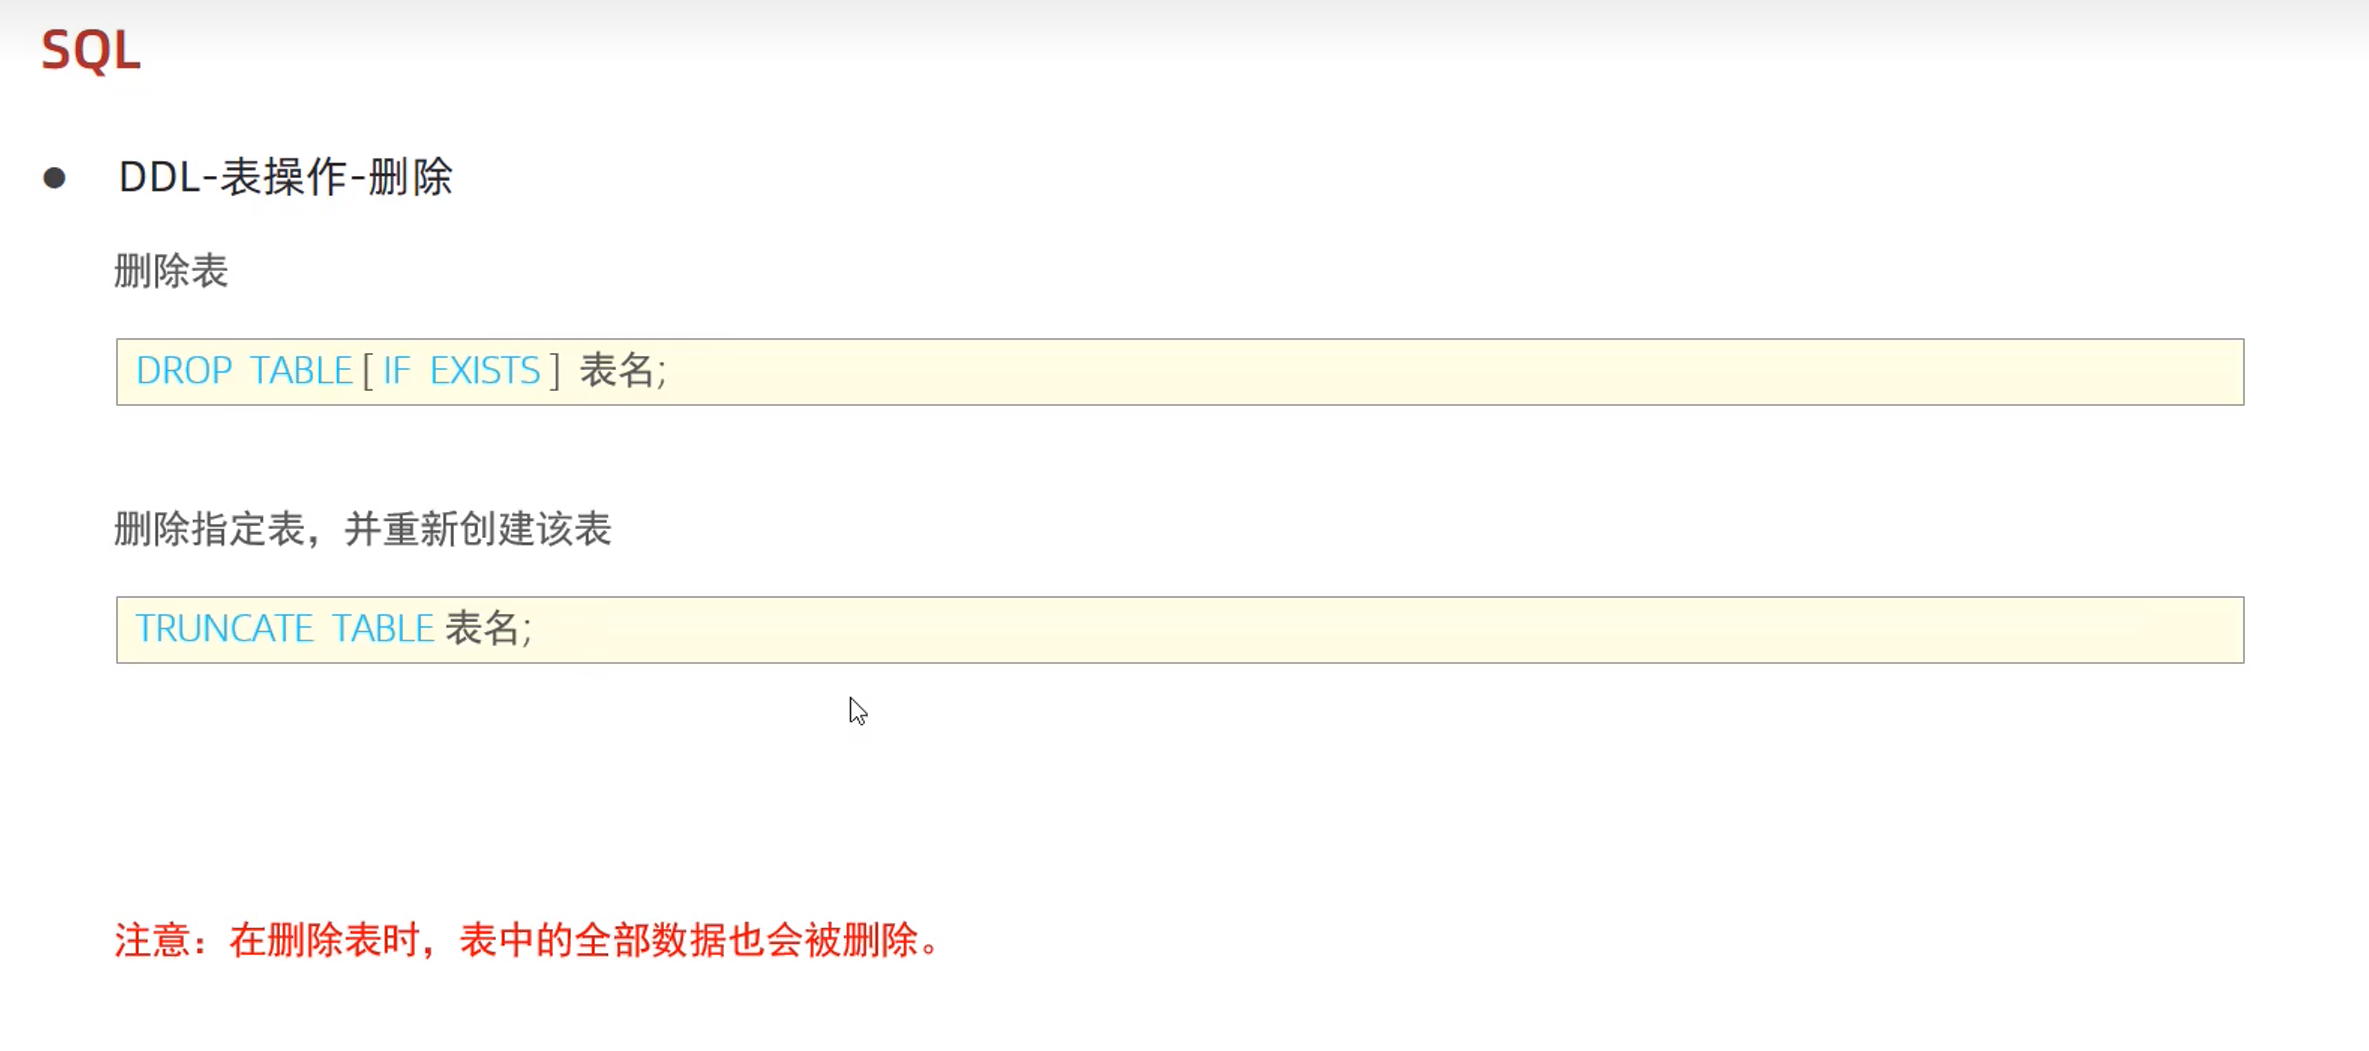 SQL
DDL-表操作-删除
删除表
DROP TABLE [ IF EXISTS ] 表名;
删除指定表，并重新创建该表
TRUNCATE TABLE 表名;
注意：在删除表时，表中的全部数据也会被删除。